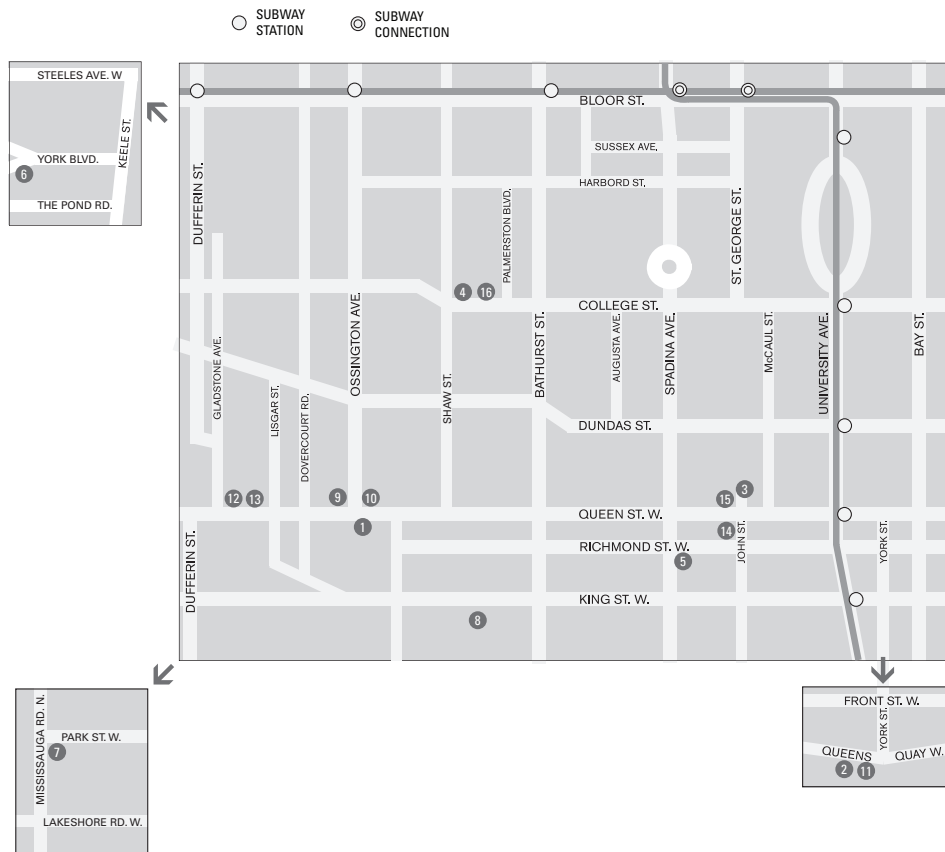 SUBWAY
STATION
SUBWAY
CONNECTION
STEELES AVE. W
KEELE ST.
YORK BLVD.
6
THE POND RD.
BLOOR ST.
SUSSEX AVE.
HARBORD ST.
DUFFERIN ST.
PALMERSTON BLVD.
ST. GEORGE ST.
4
16
COLLEGE ST.
GLADSTONE AVE.
LISGAR ST.
DOVERCOURT RD.
OSSINGTON AVE.
SHAW ST.
BATHURST ST.
AUGUSTA AVE.
SPADINA AVE.
McCAUL ST.
UNIVERSITY AVE.
BAY ST.
DUNDAS ST.
12
13
9
10
15
3
1
QUEEN ST. W.
14
DUFFERIN ST.
RICHMOND ST. W.
JOHN ST.
YORK ST.
5
KING ST. W.
8
MISSISSAUGA RD. N.
PARK ST. W.
7
LAKESHORE RD. W.
FRONT ST. W.
YORK ST.
QUEENS QUAY W.
2
11